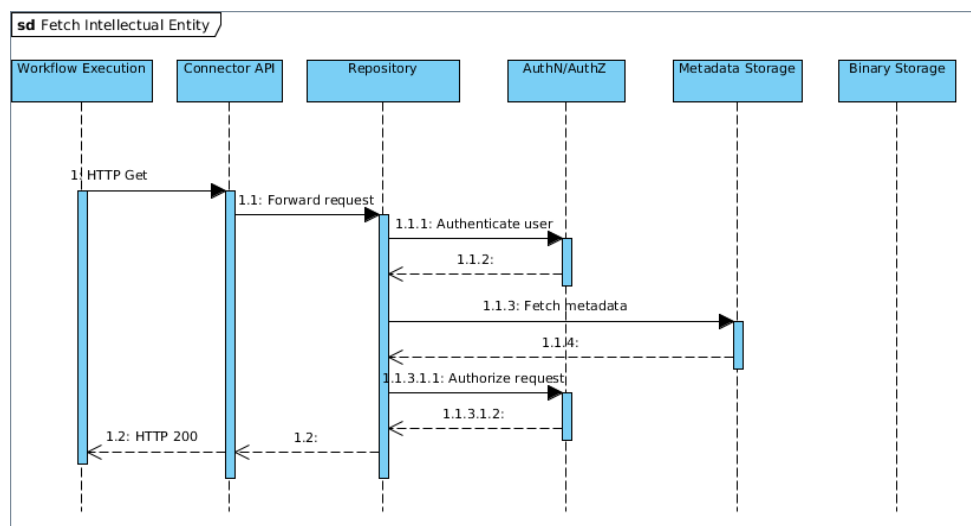 sd Fetch Intellectual Entity
Workflow Execution
Connector API
Repository
AuthN/AuthZ
Metadata Storage
Binary Storage
1: HTTP Get
1.1: Forward request
1.1.1: Authenticate user
1.1.2:
1.1.3: Fetch metadata
1.1.4:
1.1.3.1.1: Authorize request
1.1.3.1.2:
1.2: HTTP 200
1.2: